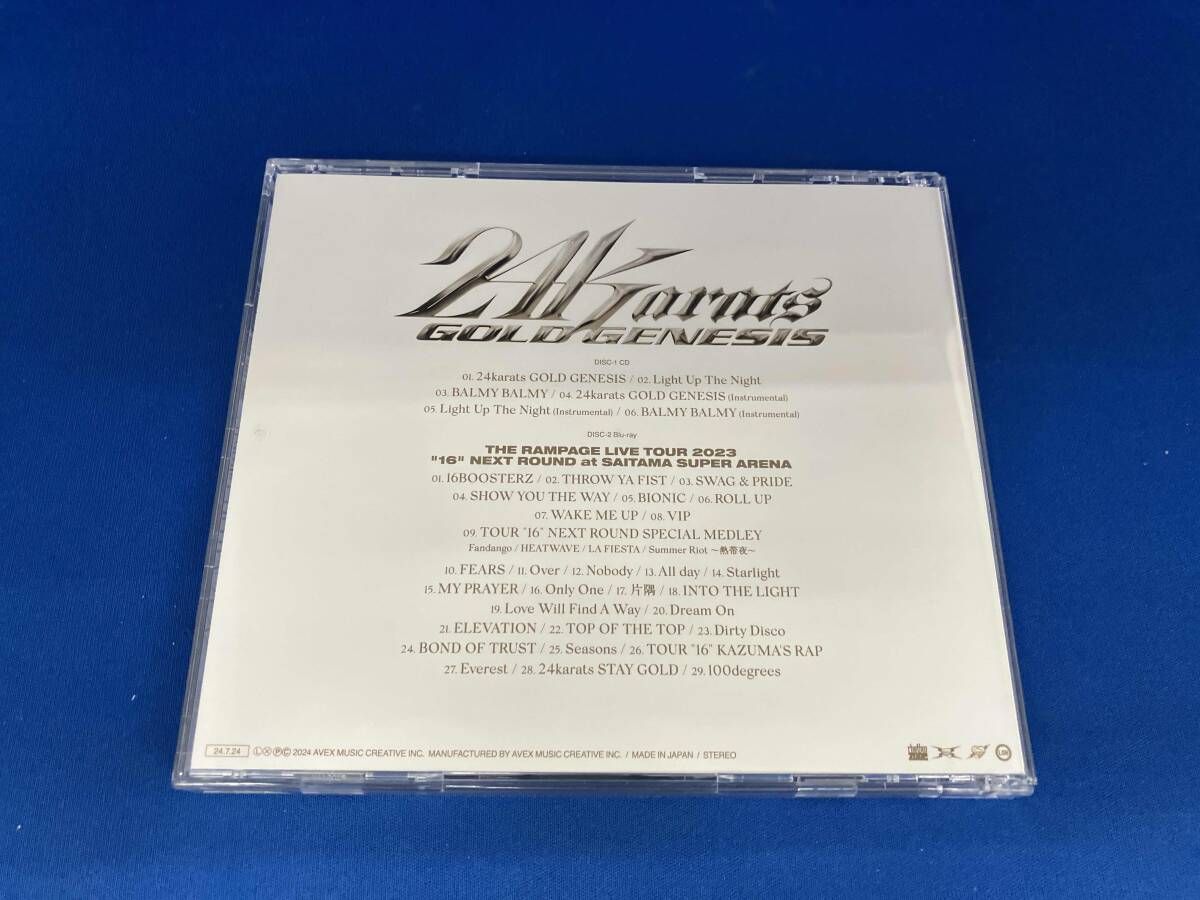 24karats
GOLD GENESIS
DISC-1 CD
01. 24karats GOLD GENESIS / 02. Light Up The Night
03. BALMY BALMY / 04. 24karats GOLD GENESIS (Instrumental)
05. Light Up The Night (Instrumental) / 06. BALMY BALMY (Instrumental)
DISC-2 Blu-ray
THE RAMPAGE LIVE TOUR 2023
"16" NEXT ROUND at SAITAMA SUPER ARENA
01. 16BOOSTERZ / 02. THROW YA FIST / 03. SWAG & PRIDE
04. SHOW YOU THE WAY / 05. BIONIC / 06. ROLL UP
07. WAKE ME UP / 08. VIP
09. TOUR "16" NEXT ROUND SPECIAL MEDLEY
Fandango / HEATWAVE / LA FIESTA / Summer Riot ～熱帯夜～
10. FEARS / 11. Over / 12. Nobody / 13. All day / 14. Starlight
15. MY PRAYER / 16. Only One / 17. 片隅 / 18. INTO THE LIGHT
19. Love Will Find A Way / 20. Dream On
21. ELEVATION / 22. TOP OF THE TOP / 23. Dirty Disco
24. BOND OF TRUST / 25. Seasons / 26. TOUR "16" KAZUMA'S RAP
27. Everest / 28. 24karats STAY GOLD / 29. 100degrees
24.7.24 ⓁⓍⓅⒸ 2024 AVEX MUSIC CREATIVE INC. MANUFACTURED BY AVEX MUSIC CREATIVE INC. / MADE IN JAPAN / STEREO
rhythm zone LDH